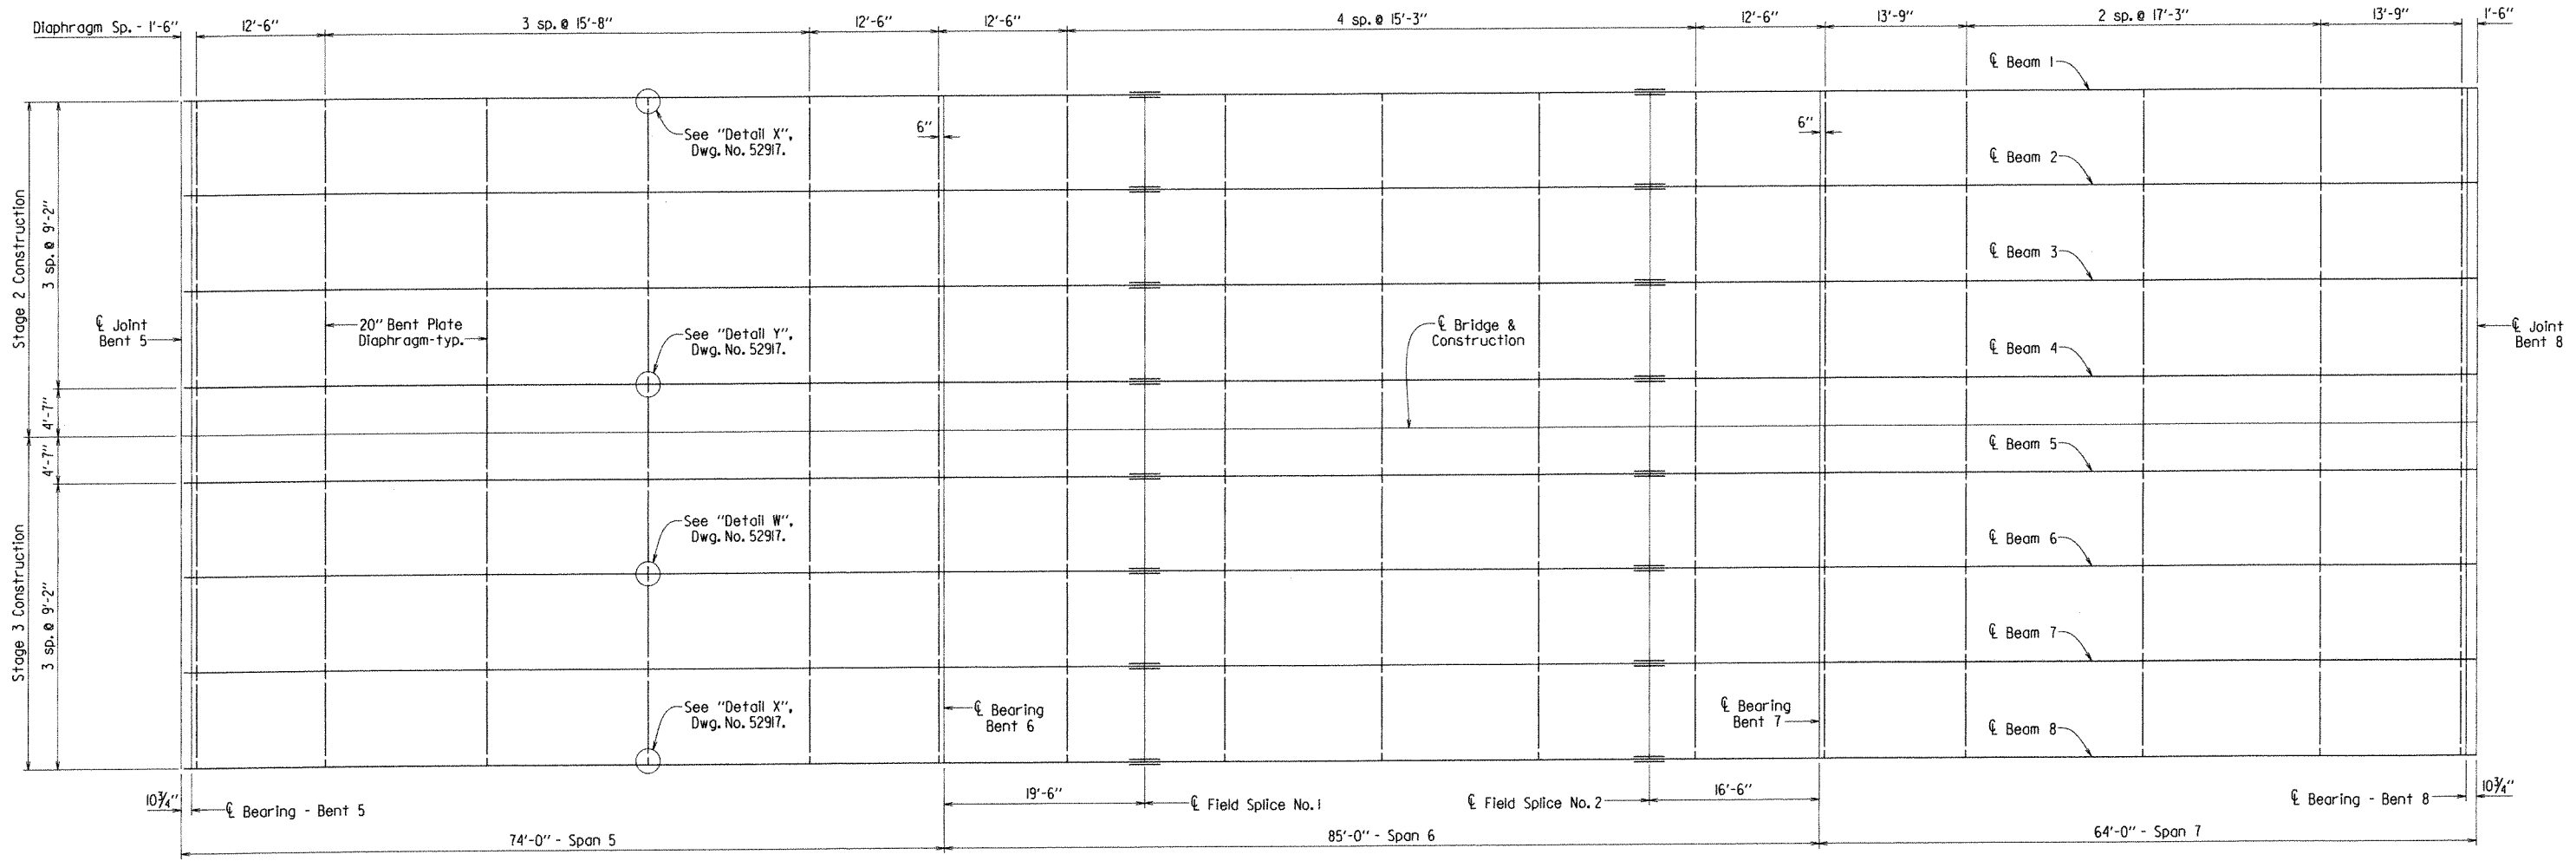 Diaphragm Sp. - 1'-6"
12'-6"
3 sp. @ 15'-8"
12'-6"
12'-6"
4 sp. @ 15'-3"
12'-6"
13'-9"
2 sp. @ 17'-3"
13'-9"
1'-6"
℄ Beam 1
6"
6"
See "Detail X",
Dwg. No. 52917.
℄ Beam 2
Stage 2 Construction
3 sp. @ 9'-2"
℄ Beam 3
℄ Joint
Bent 5
20" Bent Plate
Diaphragm-typ.
See "Detail Y",
Dwg. No. 52917.
℄ Bridge &
Construction
℄ Beam 4
℄ Joint
Bent 8
4'-7"
4'-7"
℄ Beam 5
Stage 3 Construction
3 sp. @ 9'-2"
See "Detail W",
Dwg. No. 52917.
℄ Beam 6
℄ Beam 7
See "Detail X",
Dwg. No. 52917.
℄ Bearing
Bent 6
℄ Bearing
Bent 7
℄ Beam 8
10¾"
℄ Bearing - Bent 5
19'-6"
℄ Field Splice No. 1
℄ Field Splice No. 2
16'-6"
℄ Bearing - Bent 8
10¾"
74'-0" - Span 5
85'-0" - Span 6
64'-0" - Span 7